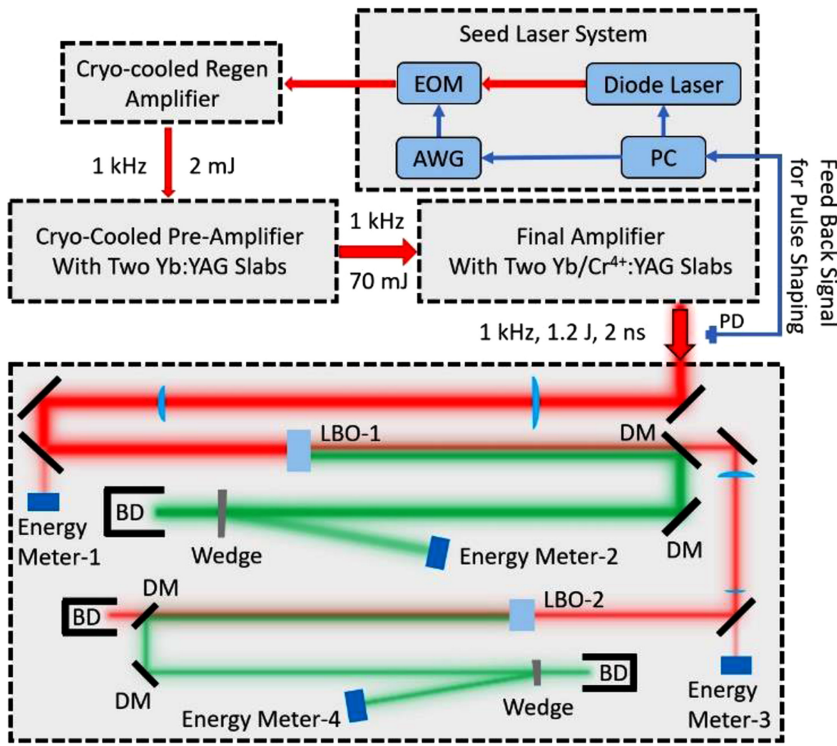 Seed Laser System
Cryo-cooled Regen
Amplifier
EOM
Diode Laser
AWG
PC
1 kHz
2 mJ
Feed Back Signal
for Pulse Shaping
Cryo-Cooled Pre-Amplifier
With Two Yb:YAG Slabs
1 kHz
70 mJ
Final Amplifier
With Two Yb/Cr⁴⁺:YAG Slabs
1 kHz, 1.2 J, 2 ns
PD
LBO-1
DM
BD
Energy
Meter-1
Wedge
Energy Meter-2
DM
DM
LBO-2
BD
DM
BD
Energy Meter-4
Wedge
Energy
Meter-3